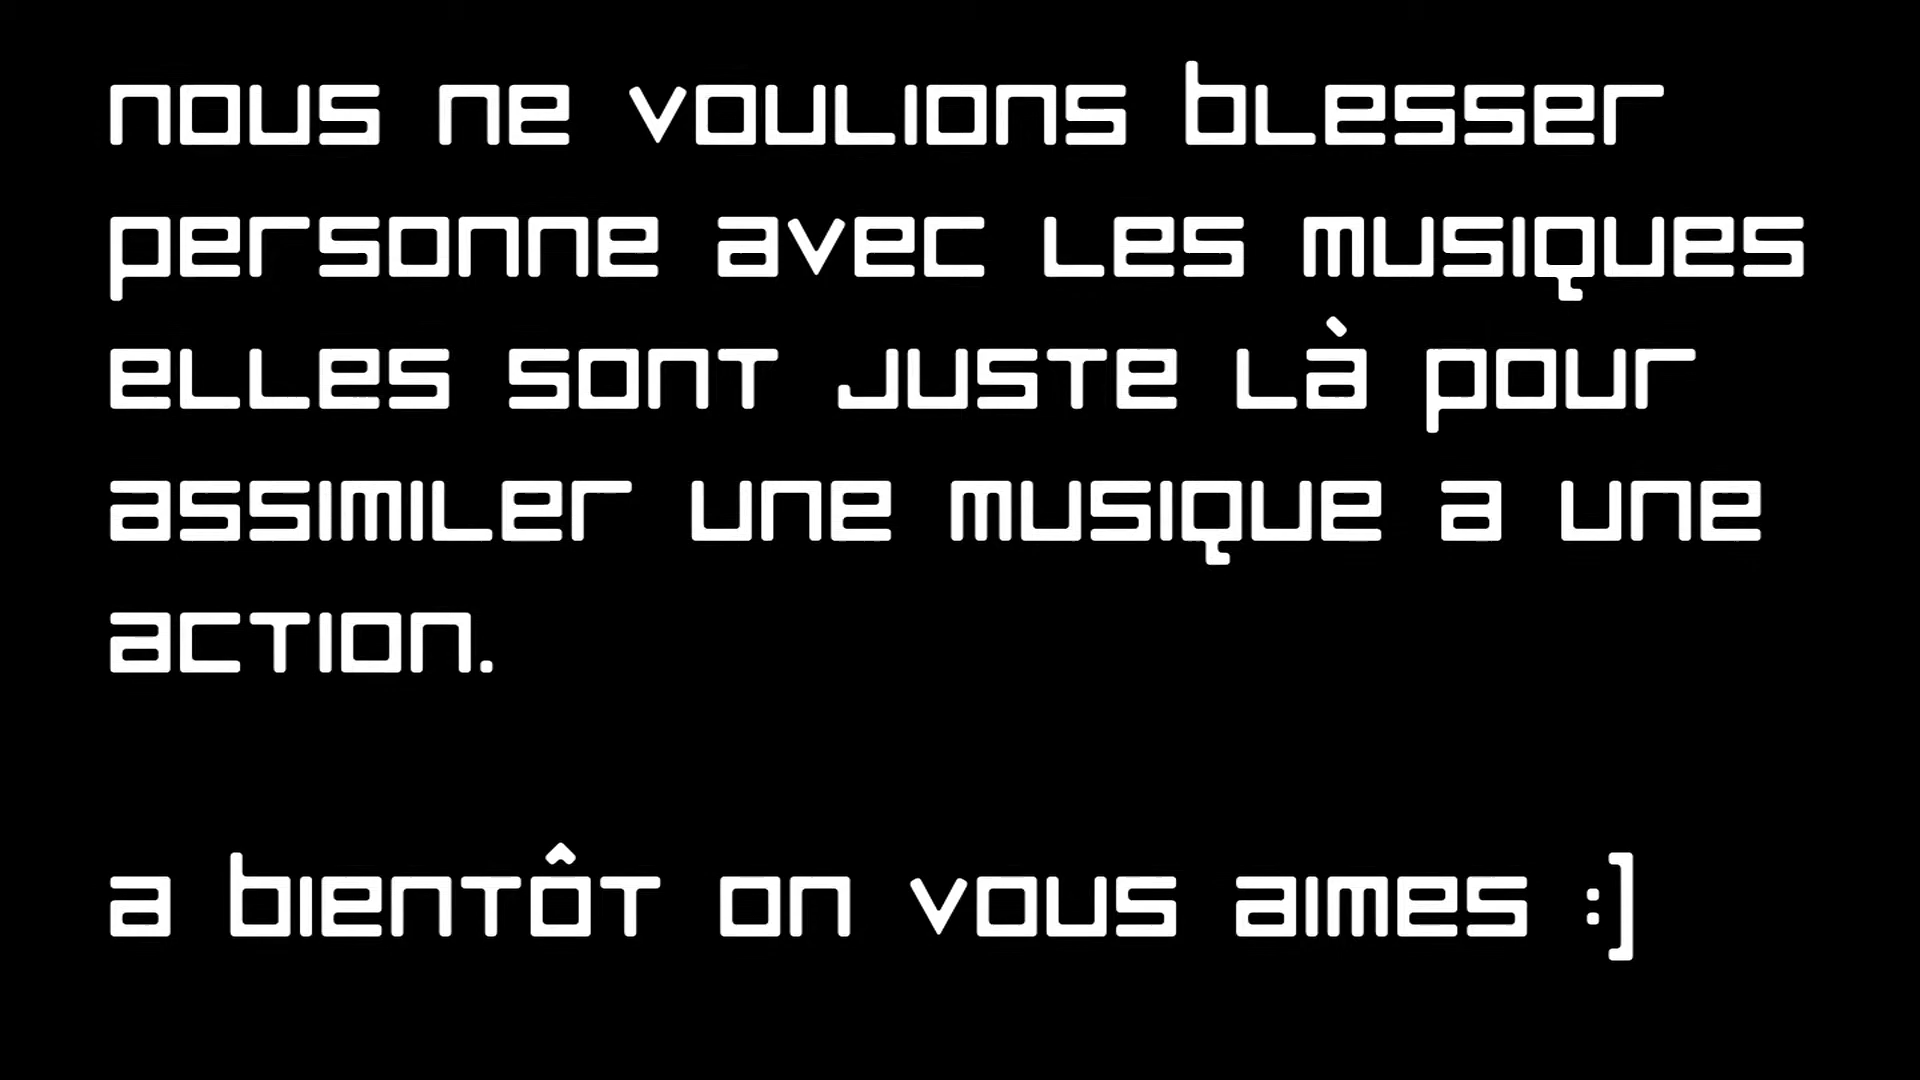 nous ne voulions blesser
personne avec les musiques
elles sont juste là pour
assimiler une musique a une
action.
a bientôt on vous aimes :]